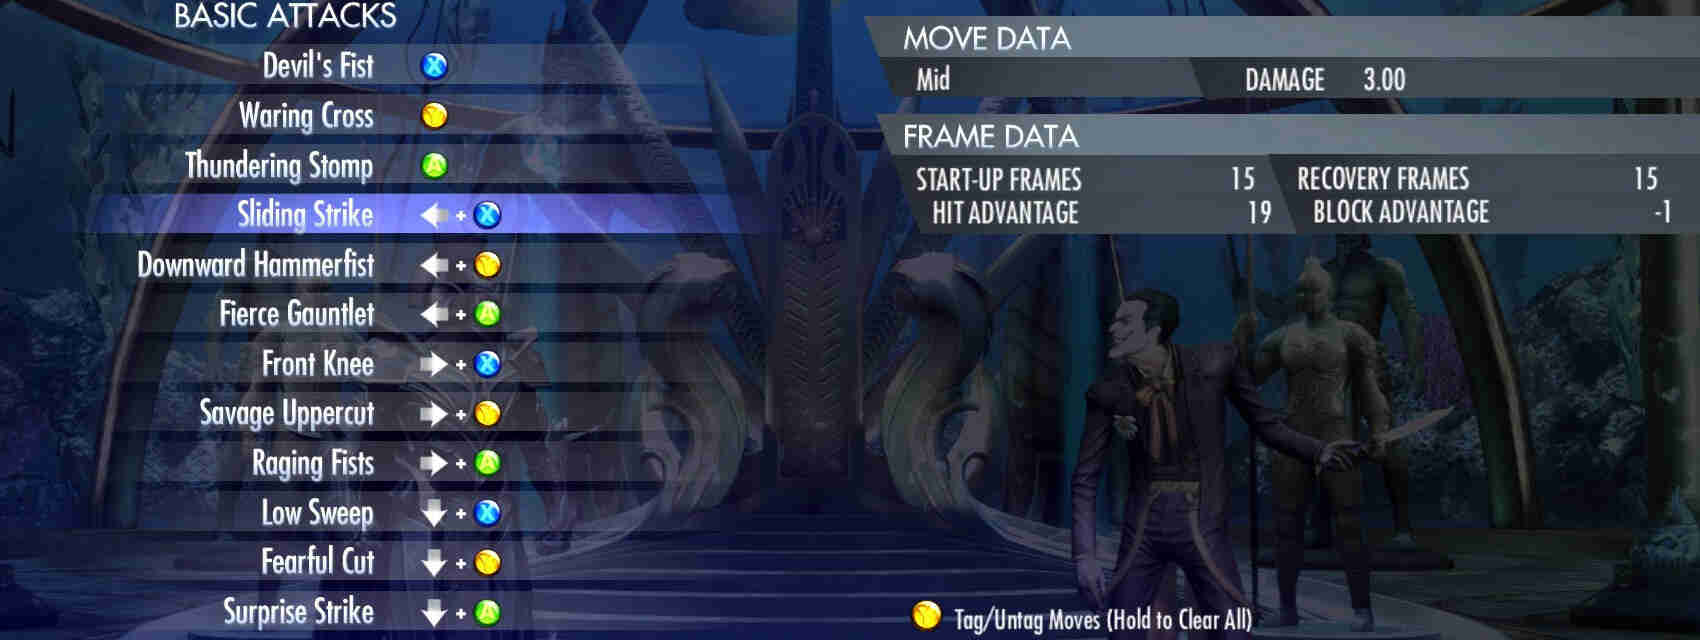 BASIC ATTACKS
Devil's Fist X
Waring Cross Y
Thundering Stomp A
Sliding Strike + X
Downward Hammerfist + Y
Fierce Gauntlet + A
Front Knee + X
Savage Uppercut + Y
Raging Fists + A
Low Sweep + X
Fearful Cut + Y
Surprise Strike + A
MOVE DATA
Mid DAMAGE 3.00
FRAME DATA
START-UP FRAMES 15 RECOVERY FRAMES 15
HIT ADVANTAGE 19 BLOCK ADVANTAGE -1
Y Tag/Untag Moves (Hold to Clear All)